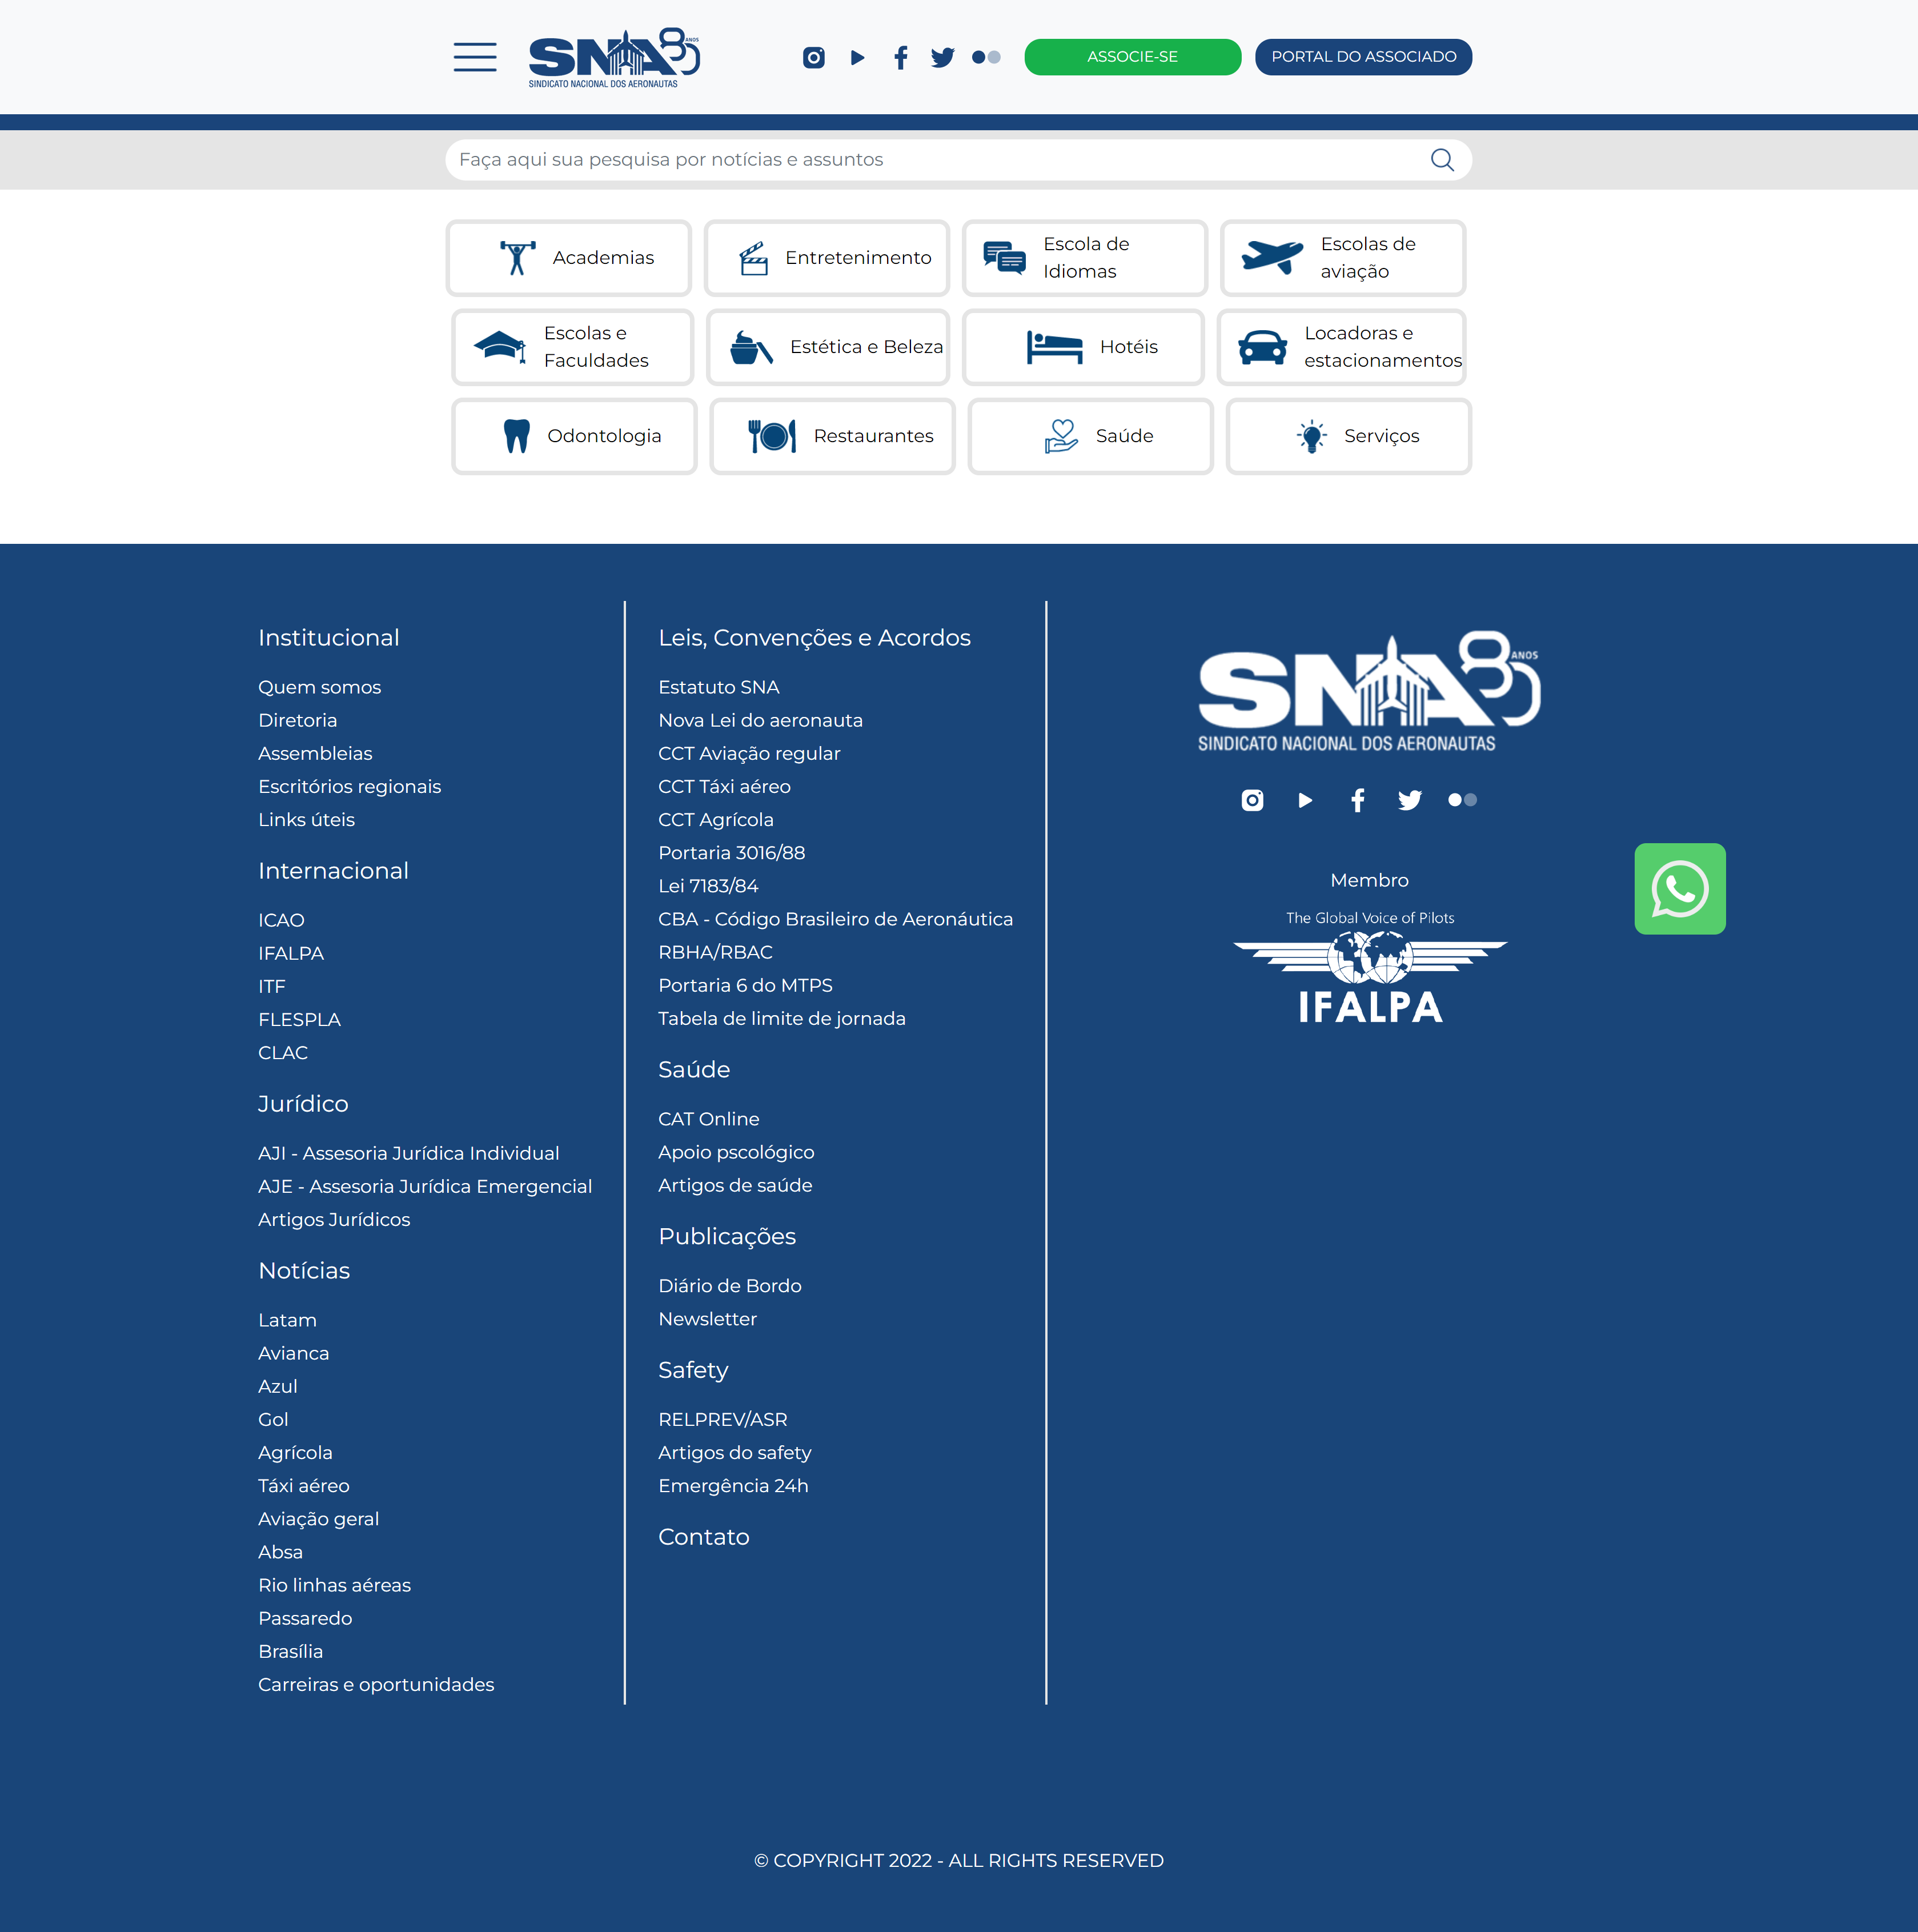 SNA 80 ANOS
SINDICATO NACIONAL DOS AERONAUTAS
ASSOCIE-SE
PORTAL DO ASSOCIADO
Faça aqui sua pesquisa por notícias e assuntos
Academias
Entretenimento
Escola de
Idiomas
Escolas de
aviação
Escolas e
Faculdades
Estética e Beleza
Hotéis
Locadoras e
estacionamentos
Odontologia
Restaurantes
Saúde
Serviços
Institucional
Quem somos
Diretoria
Assembleias
Escritórios regionais
Links úteis
Internacional
ICAO
IFALPA
ITF
FLESPLA
CLAC
Jurídico
AJI - Assesoria Jurídica Individual
AJE - Assesoria Jurídica Emergencial
Artigos Jurídicos
Notícias
Latam
Avianca
Azul
Gol
Agrícola
Táxi aéreo
Aviação geral
Absa
Rio linhas aéreas
Passaredo
Brasília
Carreiras e oportunidades
Leis, Convenções e Acordos
Estatuto SNA
Nova Lei do aeronauta
CCT Aviação regular
CCT Táxi aéreo
CCT Agrícola
Portaria 3016/88
Lei 7183/84
CBA - Código Brasileiro de Aeronáutica
RBHA/RBAC
Portaria 6 do MTPS
Tabela de limite de jornada
Saúde
CAT Online
Apoio pscológico
Artigos de saúde
Publicações
Diário de Bordo
Newsletter
Safety
RELPREV/ASR
Artigos do safety
Emergência 24h
Contato
SNA 80 ANOS
SINDICATO NACIONAL DOS AERONAUTAS
Membro
The Global Voice of Pilots
IFALPA
© COPYRIGHT 2022 - ALL RIGHTS RESERVED